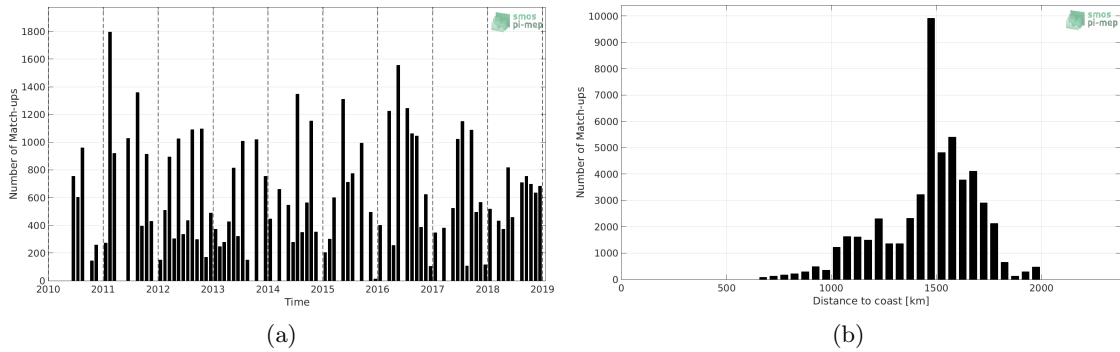 smos
pi-mep
1800
1600
1400
1200
1000
800
600
400
200
0
Number of Match-ups
2010 2011 2012 2013 2014 2015 2016 2017 2018 2019
Time
(a)
smos
pi-mep
10000
9000
8000
7000
6000
5000
4000
3000
2000
1000
0
Number of Match-ups
0 500 1000 1500 2000
Distance to coast [km]
(b)